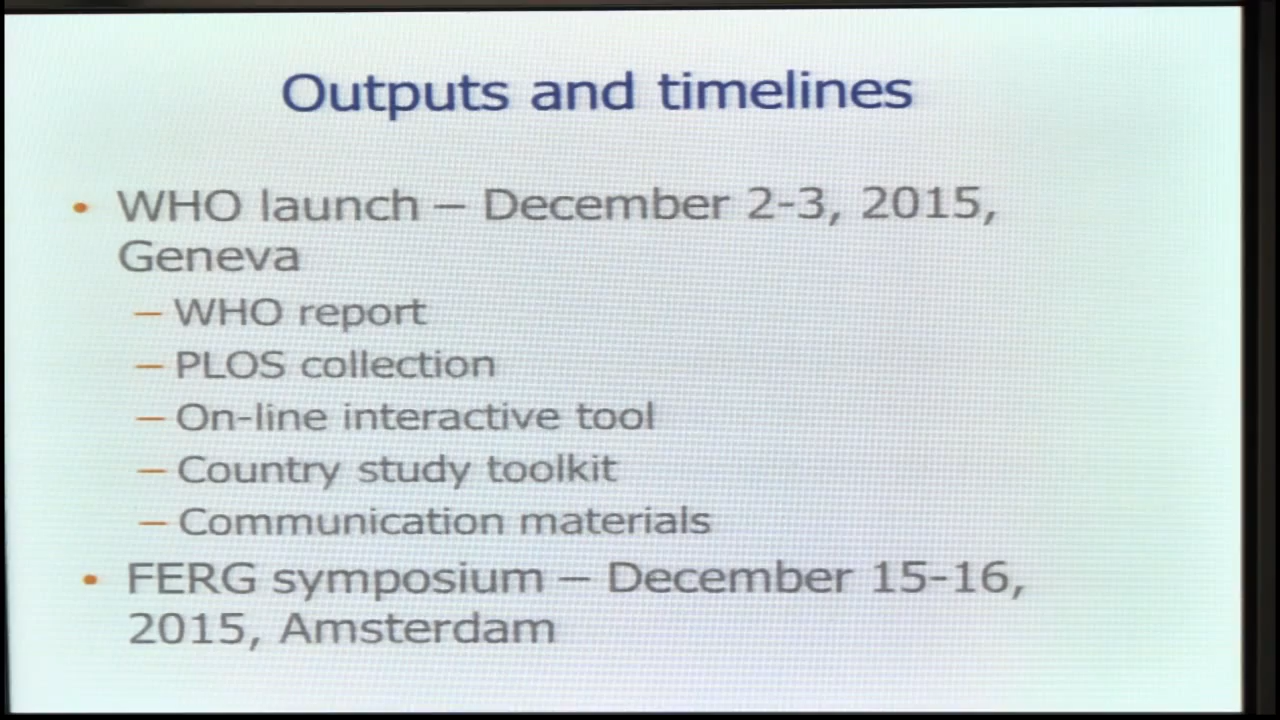 Outputs and timelines
• WHO launch – December 2-3, 2015,
Geneva
– WHO report
– PLOS collection
– On-line interactive tool
– Country study toolkit
– Communication materials
• FERG symposium – December 15-16,
2015, Amsterdam